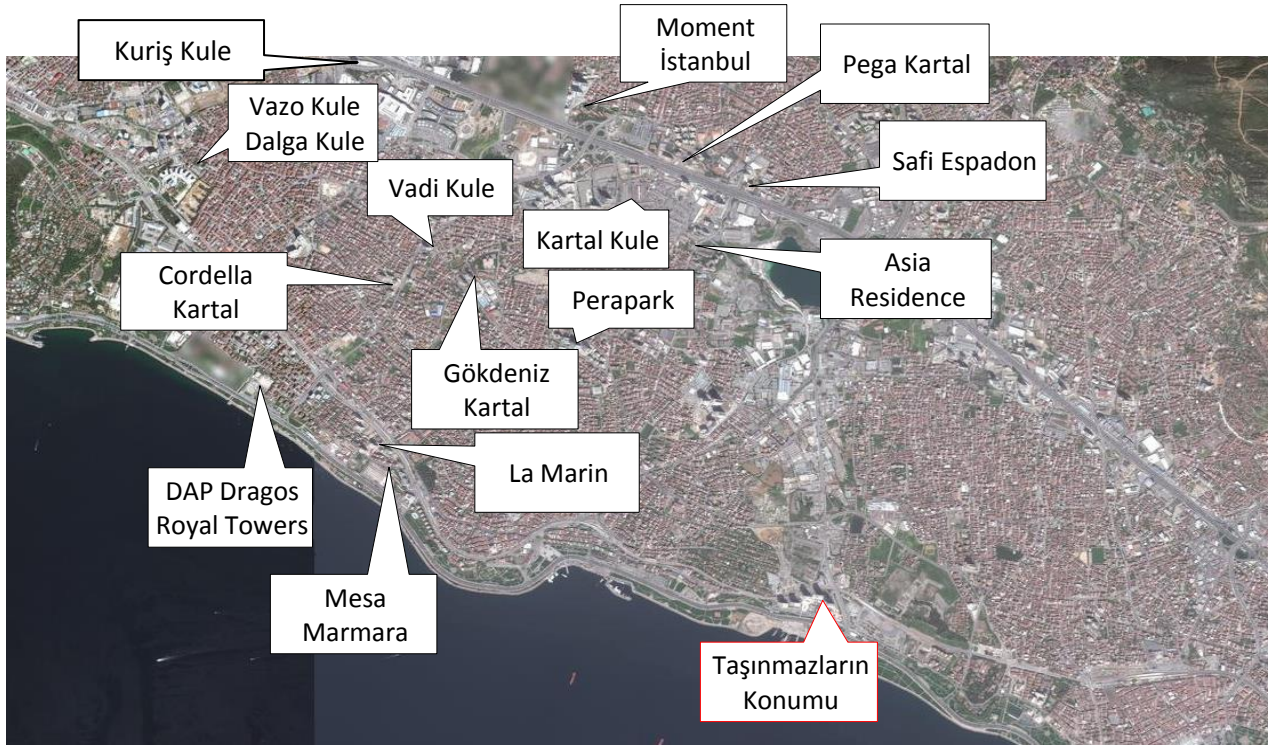 Kuriş Kule
Moment
İstanbul
Pega Kartal
Vazo Kule
Dalga Kule
Safi Espadon
Vadi Kule
Kartal Kule
Asia
Residence
Cordella
Kartal
Perapark
Gökdeniz
Kartal
La Marin
DAP Dragos
Royal Towers
Mesa
Marmara
Taşınmazların
Konumu